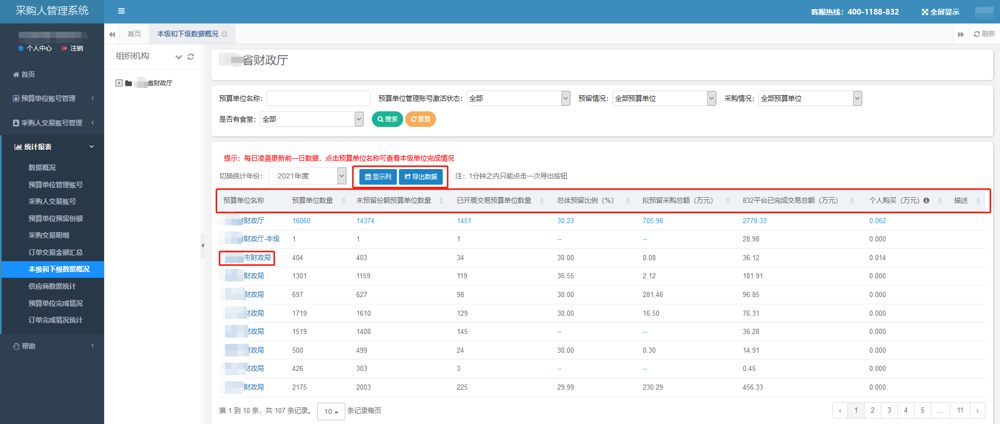 采购人管理系统
客服热线：400-1188-832 全屏显示
个人中心 注销
首页
预算单位账号管理
采购人交易账号管理
统计报表
数据概况
预算单位管理账号
采购人交易账号
预算单位预留份额
采购交易明细
订单交易金额汇总
本级和下级数据概况
供应商数据统计
预算单位完成情况
订单完成情况统计
帮助
首页 本级和下级数据概况 刷新
组织机构
省财政厅
省财政厅
预算单位名称： 预算单位管理账号激活状态： 全部 预留情况： 全部预算单位 采购情况： 全部预算单位
是否有食堂： 全部 搜索 重置
提示：每日凌晨更新前一日数据，点击预算单位名称可查看本级单位完成情况
切换统计年份： 2021年度 显示列 导出数据 注：1分钟之内只能点击一次导出按钮
预算单位名称 预算单位数量 未预留份额预算单位数量 已开展交易预算单位数量 总体预留比例（%） 拟预留采购总额（万元） 832平台已完成交易总额（万元） 个人购买（万元） 描述
财政厅 16060 14374 1451 30.23 705.96 2770.33 0.062
财政厅-本级 1 1 1 -- -- 28.98 0.000
市财政局 404 403 34 30.00 0.08 36.12 0.014
财政局 1301 1159 119 36.55 2.12 181.91 0.000
财政局 697 627 98 30.00 281.46 96.85 0.000
财政局 1719 1610 129 30.00 16.50 76.31 0.000
财政局 1519 1408 145 -- -- 36.28 0.000
财政局 500 499 24 30.00 0.30 14.91 0.000
财政局 426 303 3 -- -- 0.45 0.000
财政局 2175 2003 225 29.99 230.29 456.33 0.000
第 1 到 10 条，共 107 条记录。 10 条记录每页
‹ 1 2 3 4 5 ... 11 ›